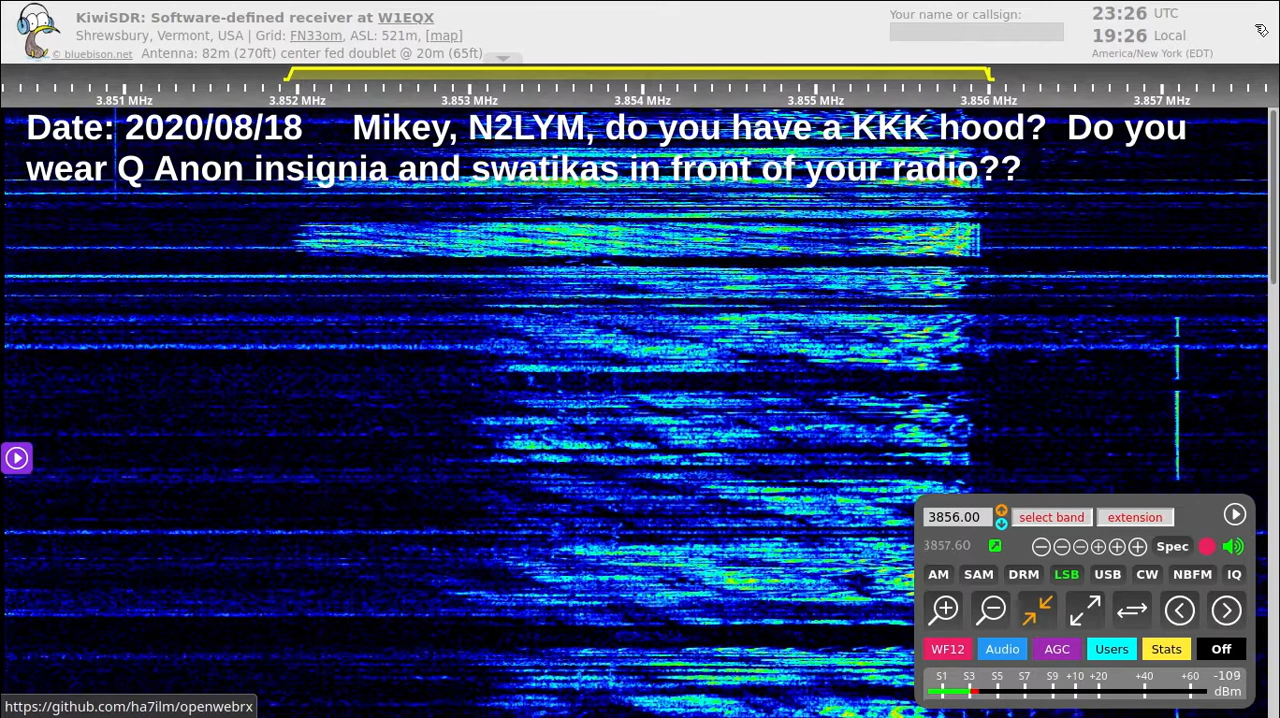 KiwiSDR: Software-defined receiver at W1EQX
Shrewsbury, Vermont, USA | Grid: FN33om, ASL: 521m, [map]
© bluebison.net Antenna: 82m (270ft) center fed doublet @ 20m (65ft)
Your name or callsign:
23:26 UTC
19:26 Local
America/New York (EDT)
3.851 MHz 3.852 MHz 3.853 MHz 3.854 MHz 3.855 MHz 3.856 MHz 3.857 MHz
Date: 2020/08/18 Mikey, N2LYM, do you have a KKK hood? Do you
wear Q Anon insignia and swatikas in front of your radio??
3856.00 select band extension
3857.60 Spec
AM SAM DRM LSB USB CW NBFM IQ
WF12 Audio AGC Users Stats Off
S1 S3 S5 S7 S9 +10 +20 +40 +60 -109
dBm
https://github.com/ha7ilm/openwebrx